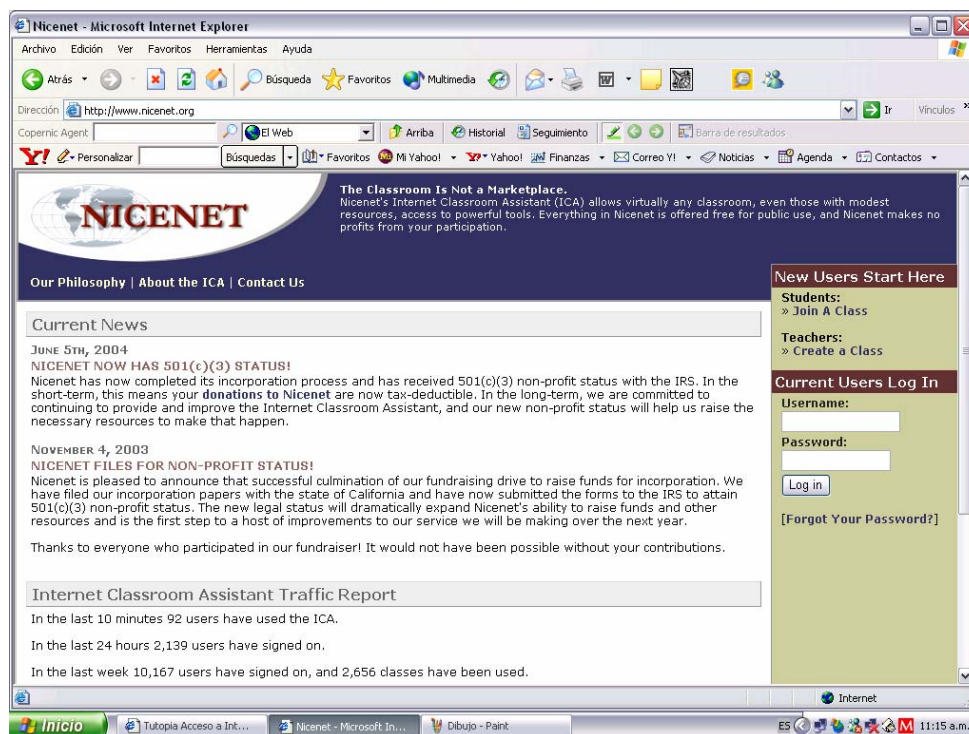 Nicenet - Microsoft Internet Explorer
Archivo Edición Ver Favoritos Herramientas Ayuda
Atrás Búsqueda Favoritos Multimedia
Dirección http://www.nicenet.org Ir Vínculos »
Copernic Agent El Web Arriba Historial Seguimiento Barra de resultados
Y! Personalizar Búsquedas Favoritos Mi Yahoo! Yahoo! Finanzas Correo Y! Noticias Agenda Contactos
NICENET
The Classroom Is Not a Marketplace.
Nicenet's Internet Classroom Assistant (ICA) allows virtually any classroom, even those with modest
resources, access to powerful tools. Everything in Nicenet is offered free for public use, and Nicenet makes no
profits from your participation.
Our Philosophy | About the ICA | Contact Us
Current News
JUNE 5TH, 2004
NICENET NOW HAS 501(c)(3) STATUS!
Nicenet has now completed its incorporation process and has received 501(c)(3) non-profit status with the IRS. In the
short-term, this means your donations to Nicenet are now tax-deductible. In the long-term, we are committed to
continuing to provide and improve the Internet Classroom Assistant, and our new non-profit status will help us raise the
necessary resources to make that happen.
NOVEMBER 4, 2003
NICENET FILES FOR NON-PROFIT STATUS!
Nicenet is pleased to announce that successful culmination of our fundraising drive to raise funds for incorporation. We
have filed our incorporation papers with the state of California and have now submitted the forms to the IRS to attain
501(c)(3) non-profit status. The new legal status will dramatically expand Nicenet's ability to raise funds and other
resources and is the first step to a host of improvements to our service we will be making over the next year.
Thanks to everyone who participated in our fundraiser! It would not have been possible without your contributions.
Internet Classroom Assistant Traffic Report
In the last 10 minutes 92 users have used the ICA.
In the last 24 hours 2,139 users have signed on.
In the last week 10,167 users have signed on, and 2,656 classes have been used.
New Users Start Here
Students:
» Join A Class
Teachers:
» Create a Class
Current Users Log In
Username:
Password:
Log in
[Forgot Your Password?]
Internet
Inicio Tutopia Acceso a Int... Nicenet - Microsoft In... Dibujo - Paint ES 11:15 a.m.